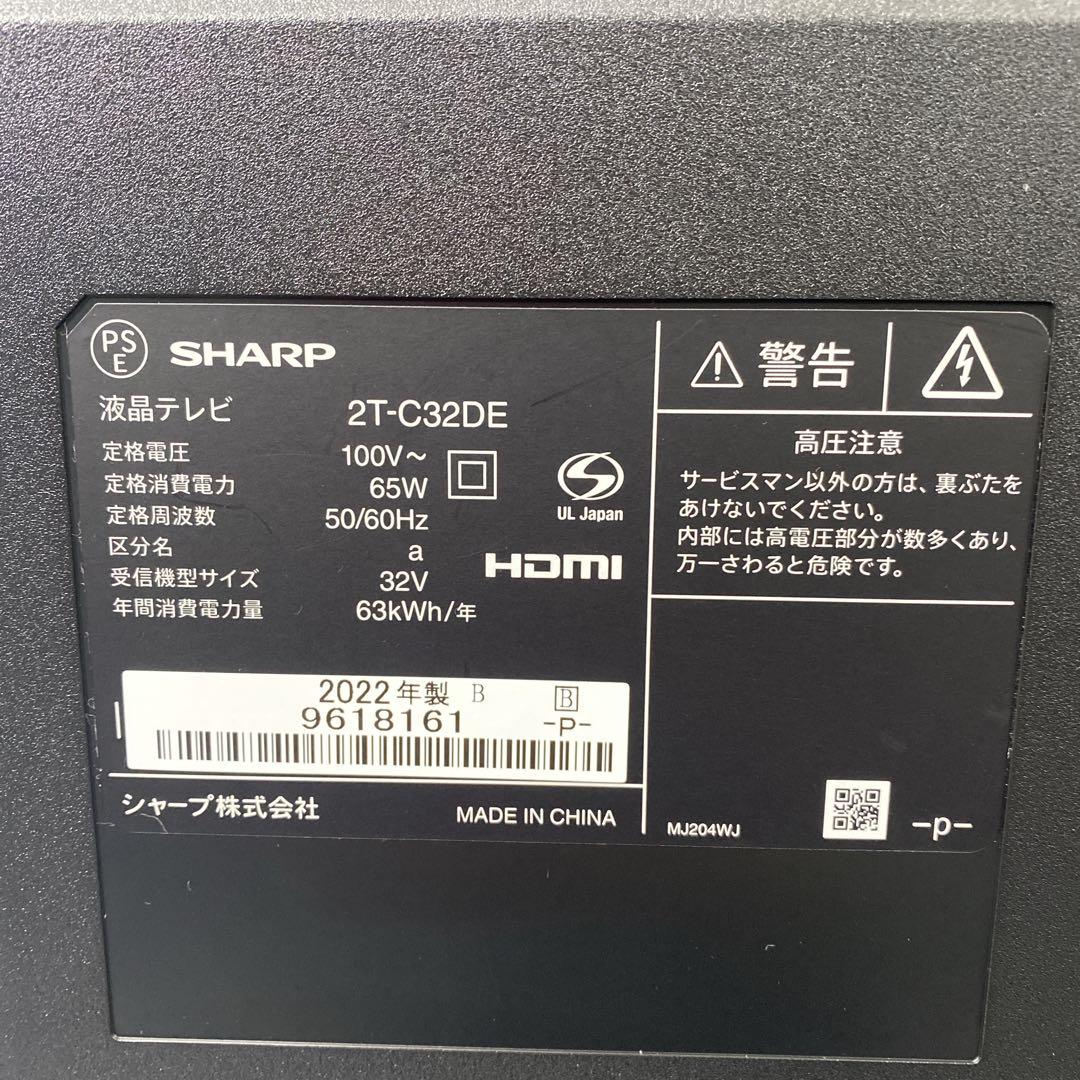 PS
E
SHARP
液晶テレビ 2T-C32DE
定格電圧 100V～
定格消費電力 65W
定格周波数 50/60Hz
区分名 a
受信機型サイズ 32V
年間消費電力量 63kWh/年
S
UL Japan
HDMI
2022年製 B B
9618161 -P-
シャープ株式会社 MADE IN CHINA
警告
高圧注意
サービスマン以外の方は、裏ぶたを
あけないでください。
内部には高電圧部分が数多くあり、
万一さわると危険です。
MJ204WJ -p-